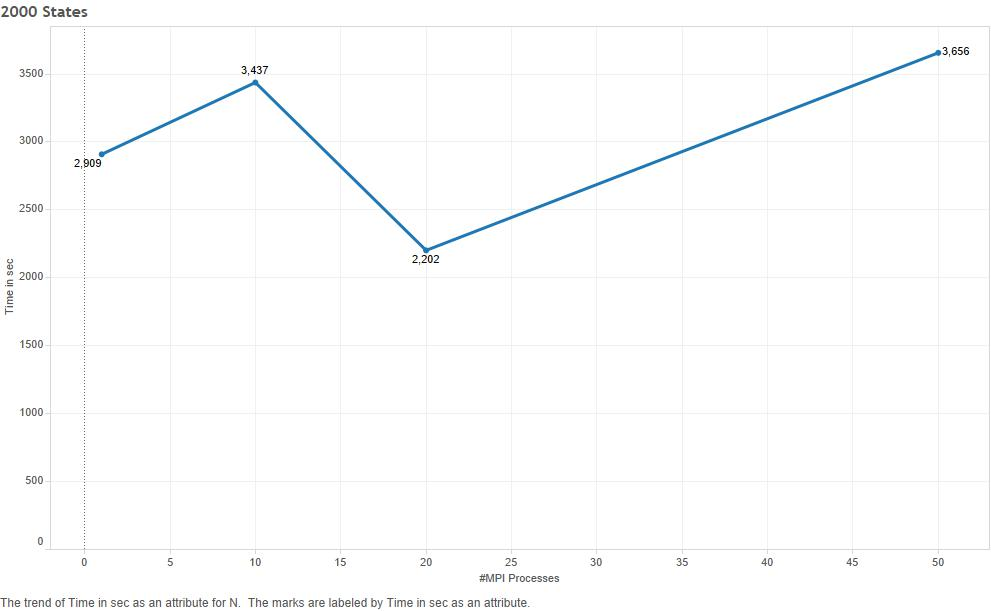 2000 States
3,656
3500
3,437
3000
2,909
2500
2,202
2000
Time in sec
1500
1000
500
0
0 5 10 15 20 25 30 35 40 45 50
#MPI Processes
The trend of Time in sec as an attribute for N.  The marks are labeled by Time in sec as an attribute.